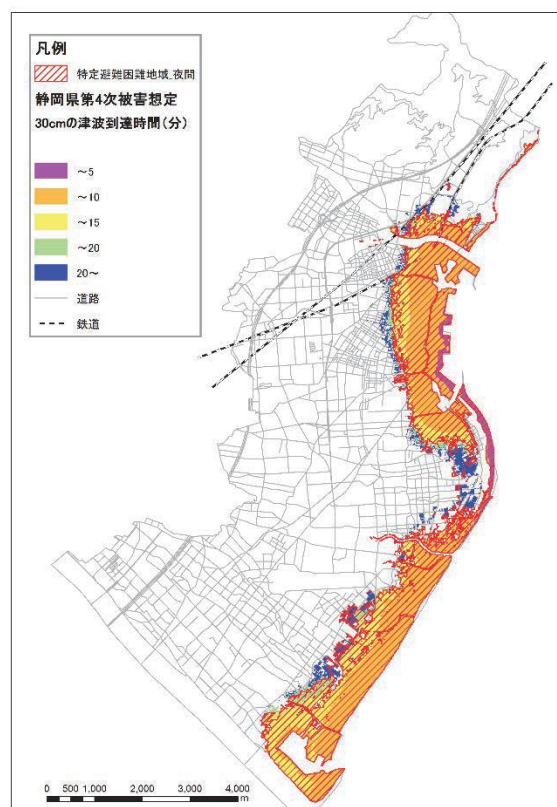 凡例
特定避難困難地域_夜間
静岡県第4次被害想定
30cmの津波到達時間(分)
～5
～10
～15
～20
20～
道路
鉄道
0 500 1,000 2,000 3,000 4,000
m